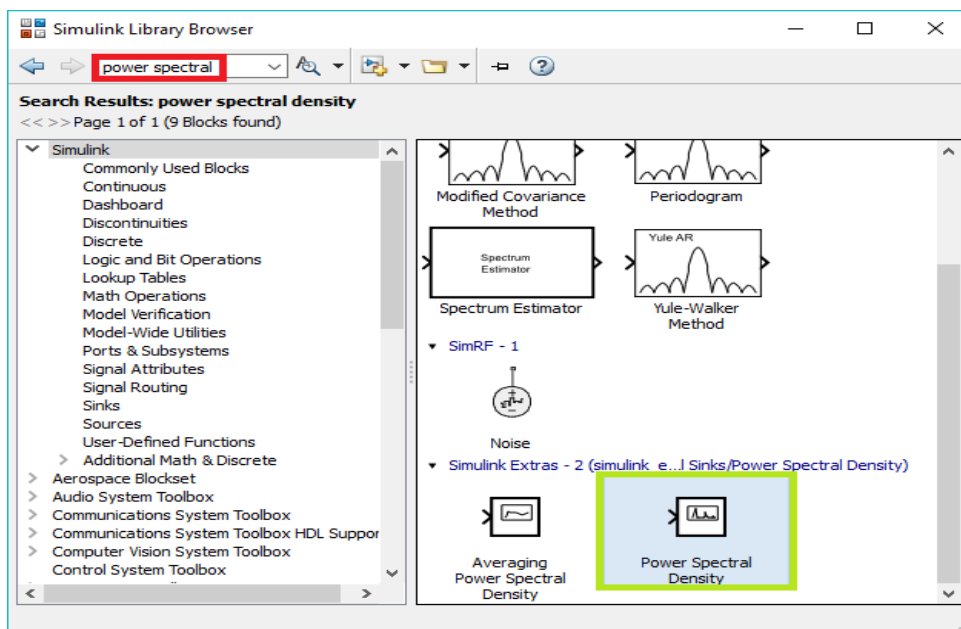 Simulink Library Browser
power spectral
Search Results: power spectral density
<< >> Page 1 of 1 (9 Blocks found)
Simulink
Commonly Used Blocks
Continuous
Dashboard
Discontinuities
Discrete
Logic and Bit Operations
Lookup Tables
Math Operations
Model Verification
Model-Wide Utilities
Ports & Subsystems
Signal Attributes
Signal Routing
Sinks
Sources
User-Defined Functions
Additional Math & Discrete
Aerospace Blockset
Audio System Toolbox
Communications System Toolbox
Communications System Toolbox HDL Suppor
Computer Vision System Toolbox
Control System Toolbox
Modified Covariance
Method
Periodogram
Spectrum
Estimator
Spectrum Estimator
Yule AR
Yule-Walker
Method
SimRF - 1
Noise
Simulink Extras - 2 (simulink_e...l Sinks/Power Spectral Density)
Averaging
Power Spectral
Density
Power Spectral
Density